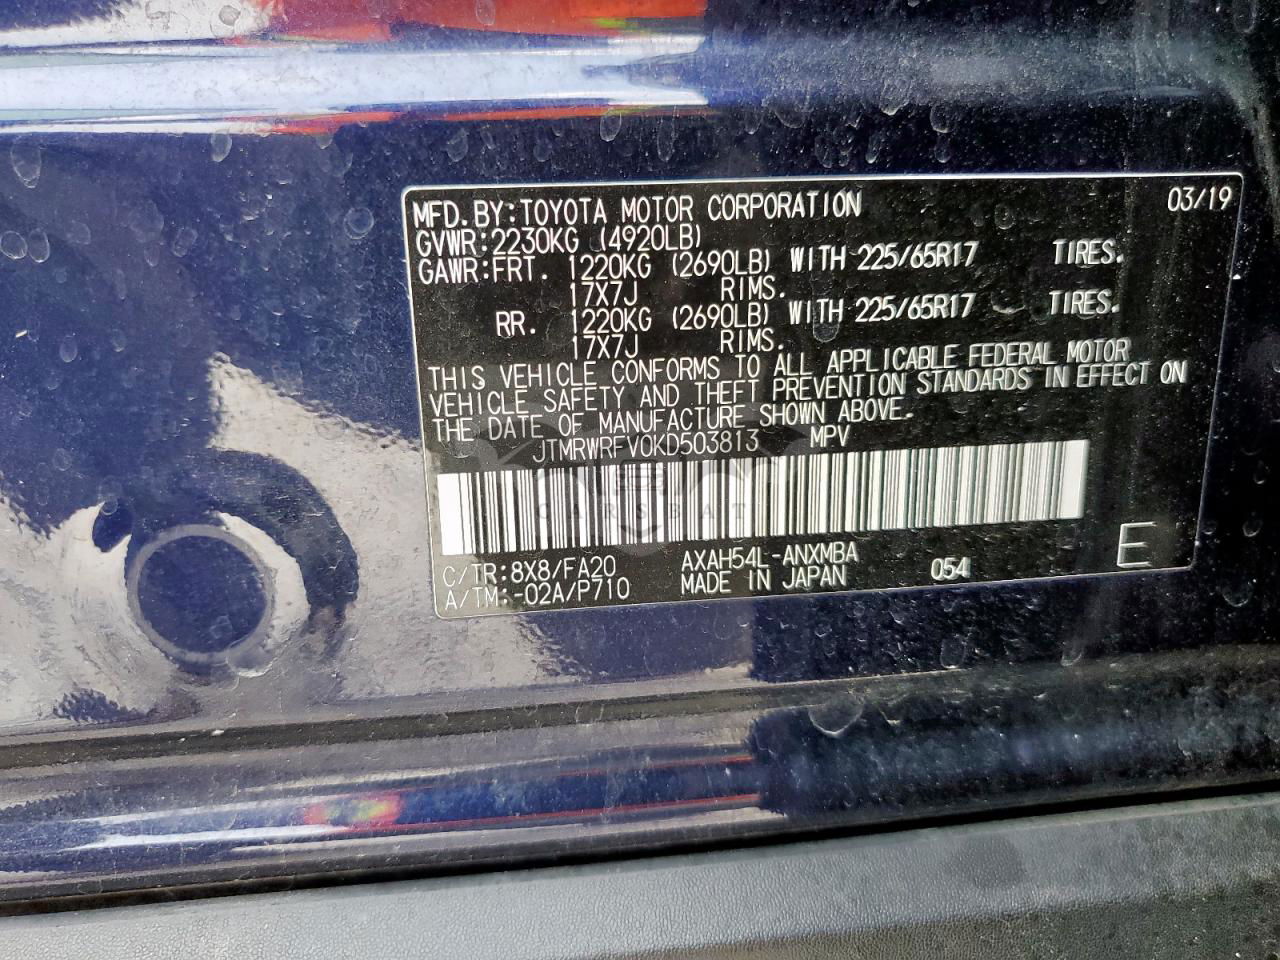 MFD. BY: TOYOTA MOTOR CORPORATION 03/19
GVWR: 2230KG (4920LB)
GAWR: FRT. 1220KG (2690LB) WITH 225/65R17 TIRES.
17X7J RIMS.
RR. 1220KG (2690LB) WITH 225/65R17 TIRES.
17X7J RIMS.
THIS VEHICLE CONFORMS TO ALL APPLICABLE FEDERAL MOTOR
VEHICLE SAFETY AND THEFT PREVENTION STANDARDS IN EFFECT ON
THE DATE OF MANUFACTURE SHOWN ABOVE.
JTMRWRFV0KD503813 MPV
CARSBAT
C/TR: 8X8/FA20 AXAH54L-ANXMBA E
A/TM: -02A/P710 MADE IN JAPAN 054